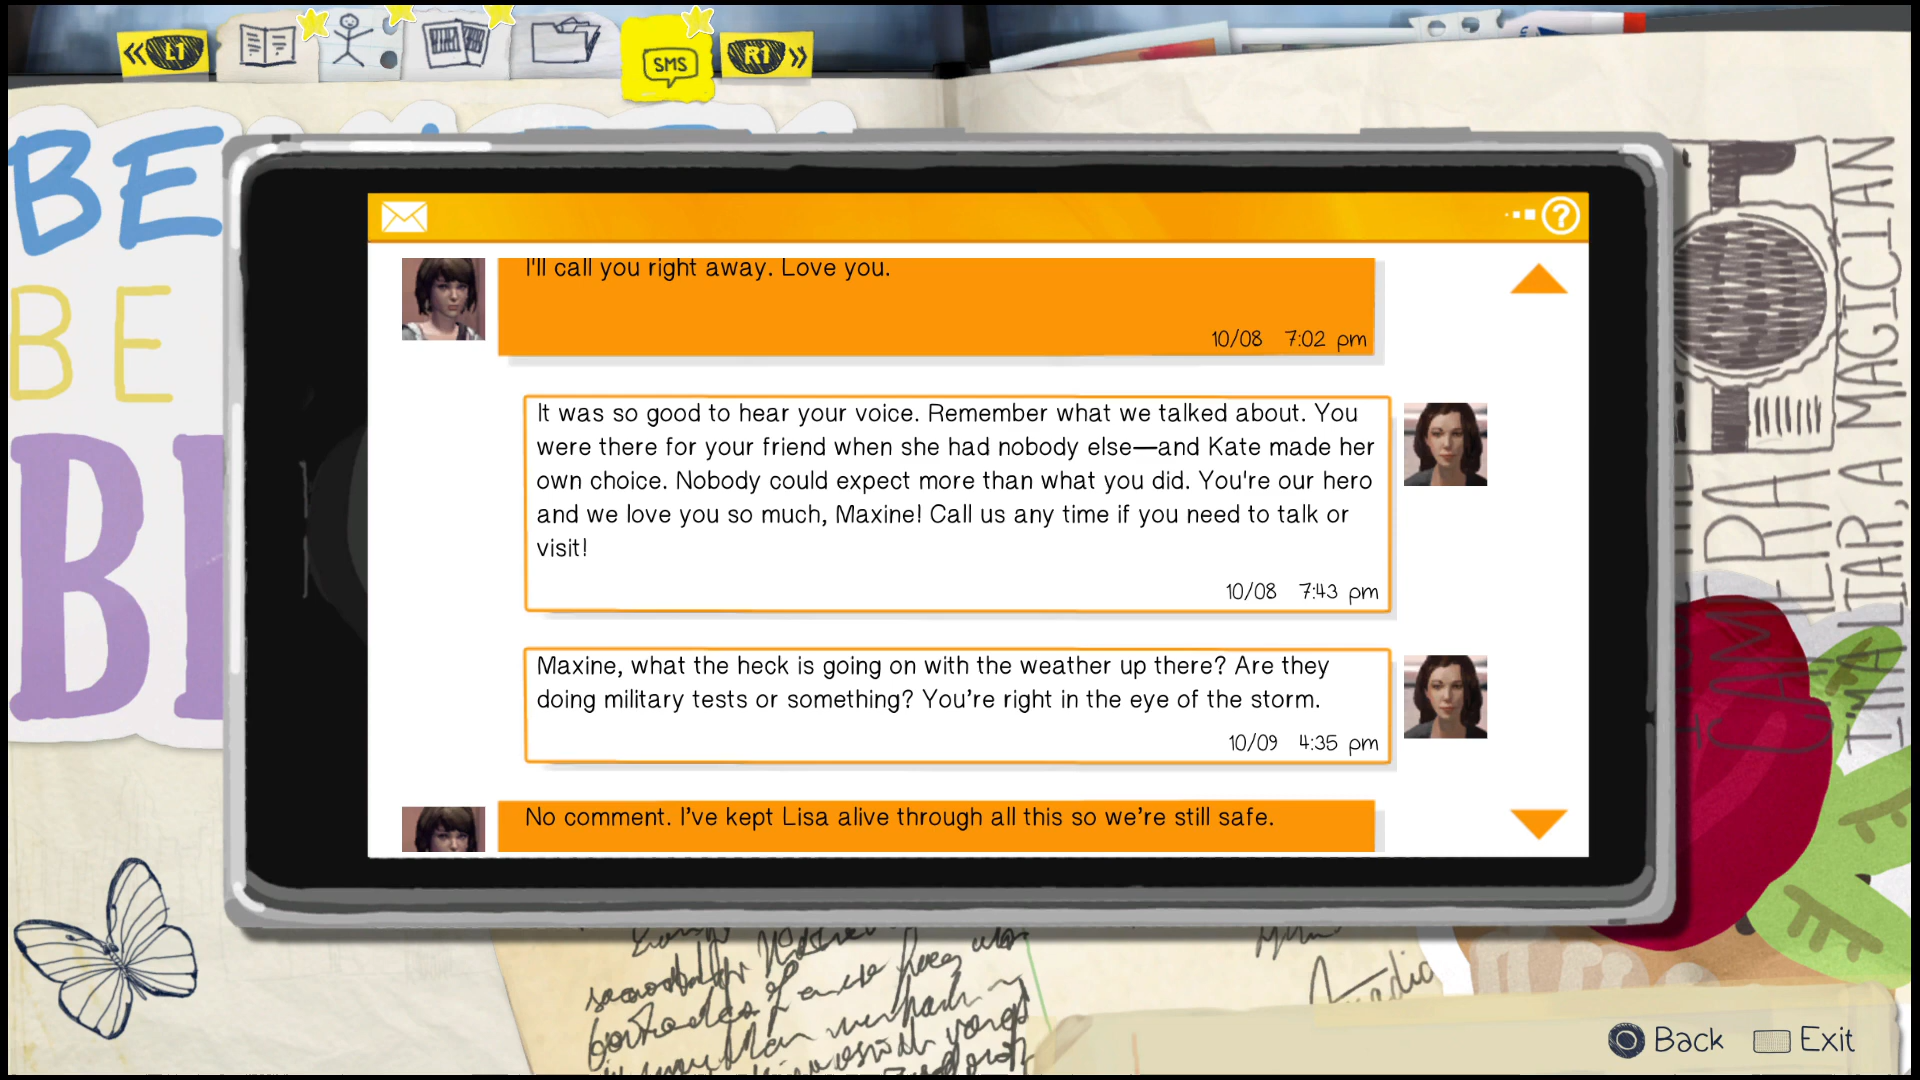 L1
SMS
R1
BE
BE
I'll call you right away. Love you.
10/08 7:02 pm
It was so good to hear your voice. Remember what we talked about. You
were there for your friend when she had nobody else—and Kate made her
own choice. Nobody could expect more than what you did. You're our hero
and we love you so much, Maxine! Call us any time if you need to talk or
visit!
10/08 7:43 pm
Maxine, what the heck is going on with the weather up there? Are they
doing military tests or something? You’re right in the eye of the storm.
10/09 4:35 pm
No comment. I’ve kept Lisa alive through all this so we’re still safe.
CAMERA
I'M A LIAR, A MAGICIAN
Back
Exit